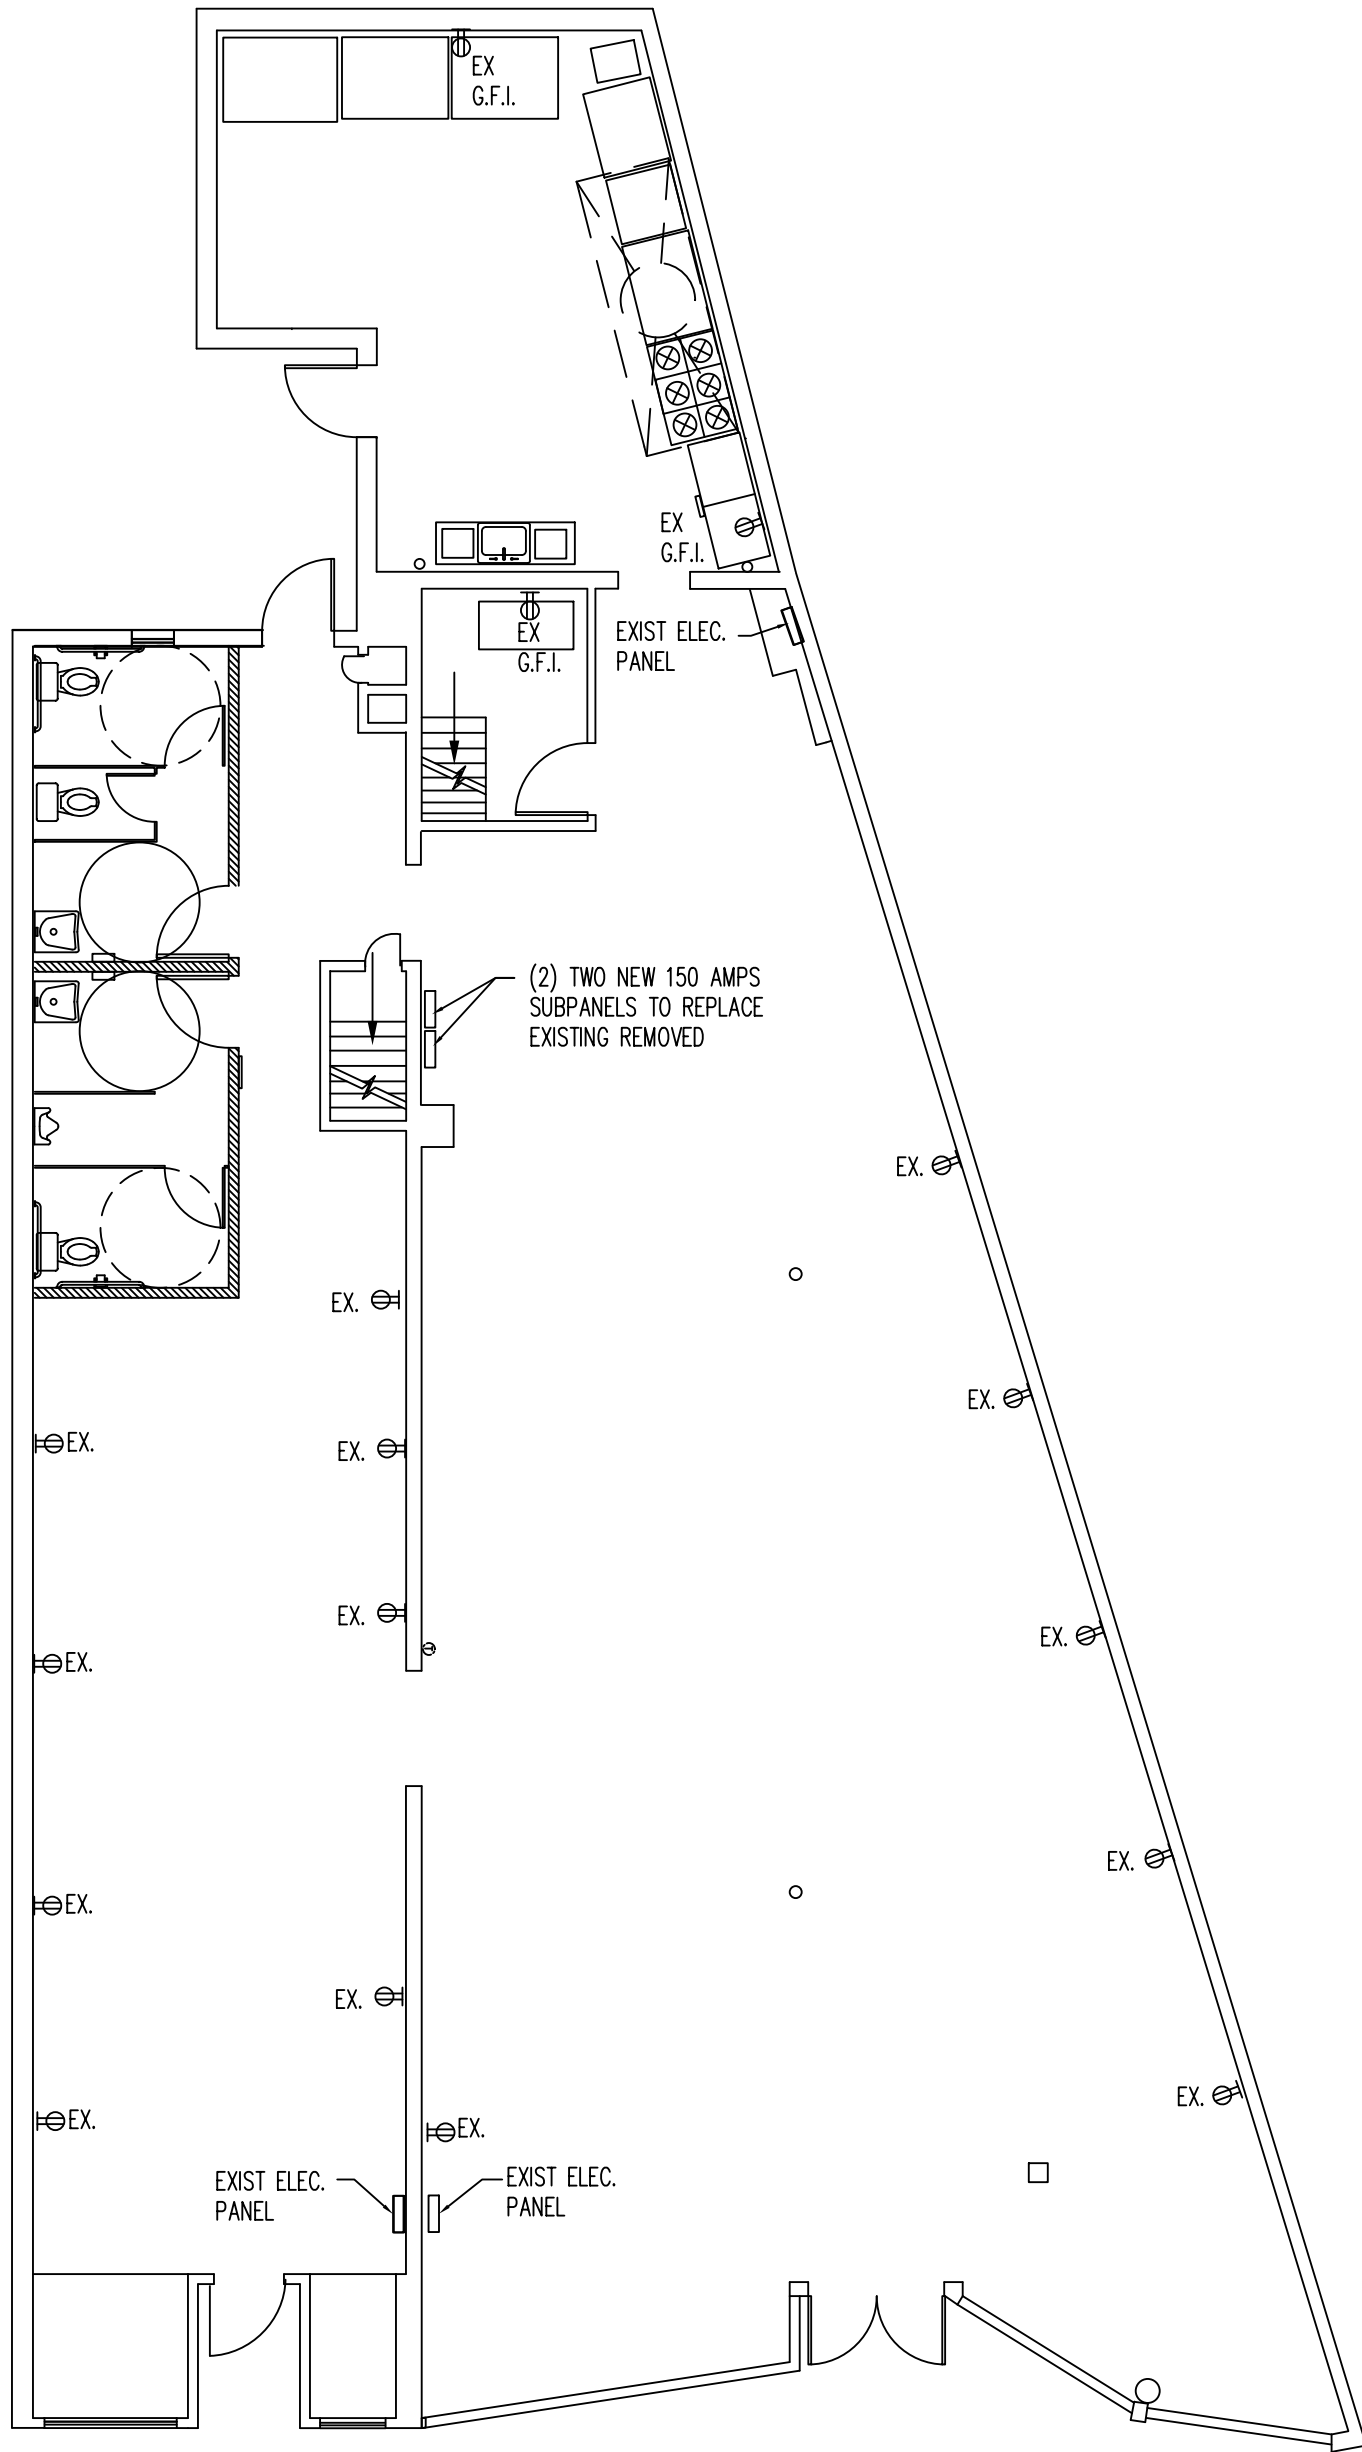 EX
G.F.I.
EX
G.F.I.
EX
G.F.I.
EXIST ELEC.
PANEL
(2) TWO NEW 150 AMPS
SUBPANELS TO REPLACE
EXISTING REMOVED
EX.
EX.
EX.
EX.
EX.
EX.
EX.
EX.
EX.
EX.
EX.
EX.
EX.
EX.
EXIST ELEC.
PANEL
EXIST ELEC.
PANEL